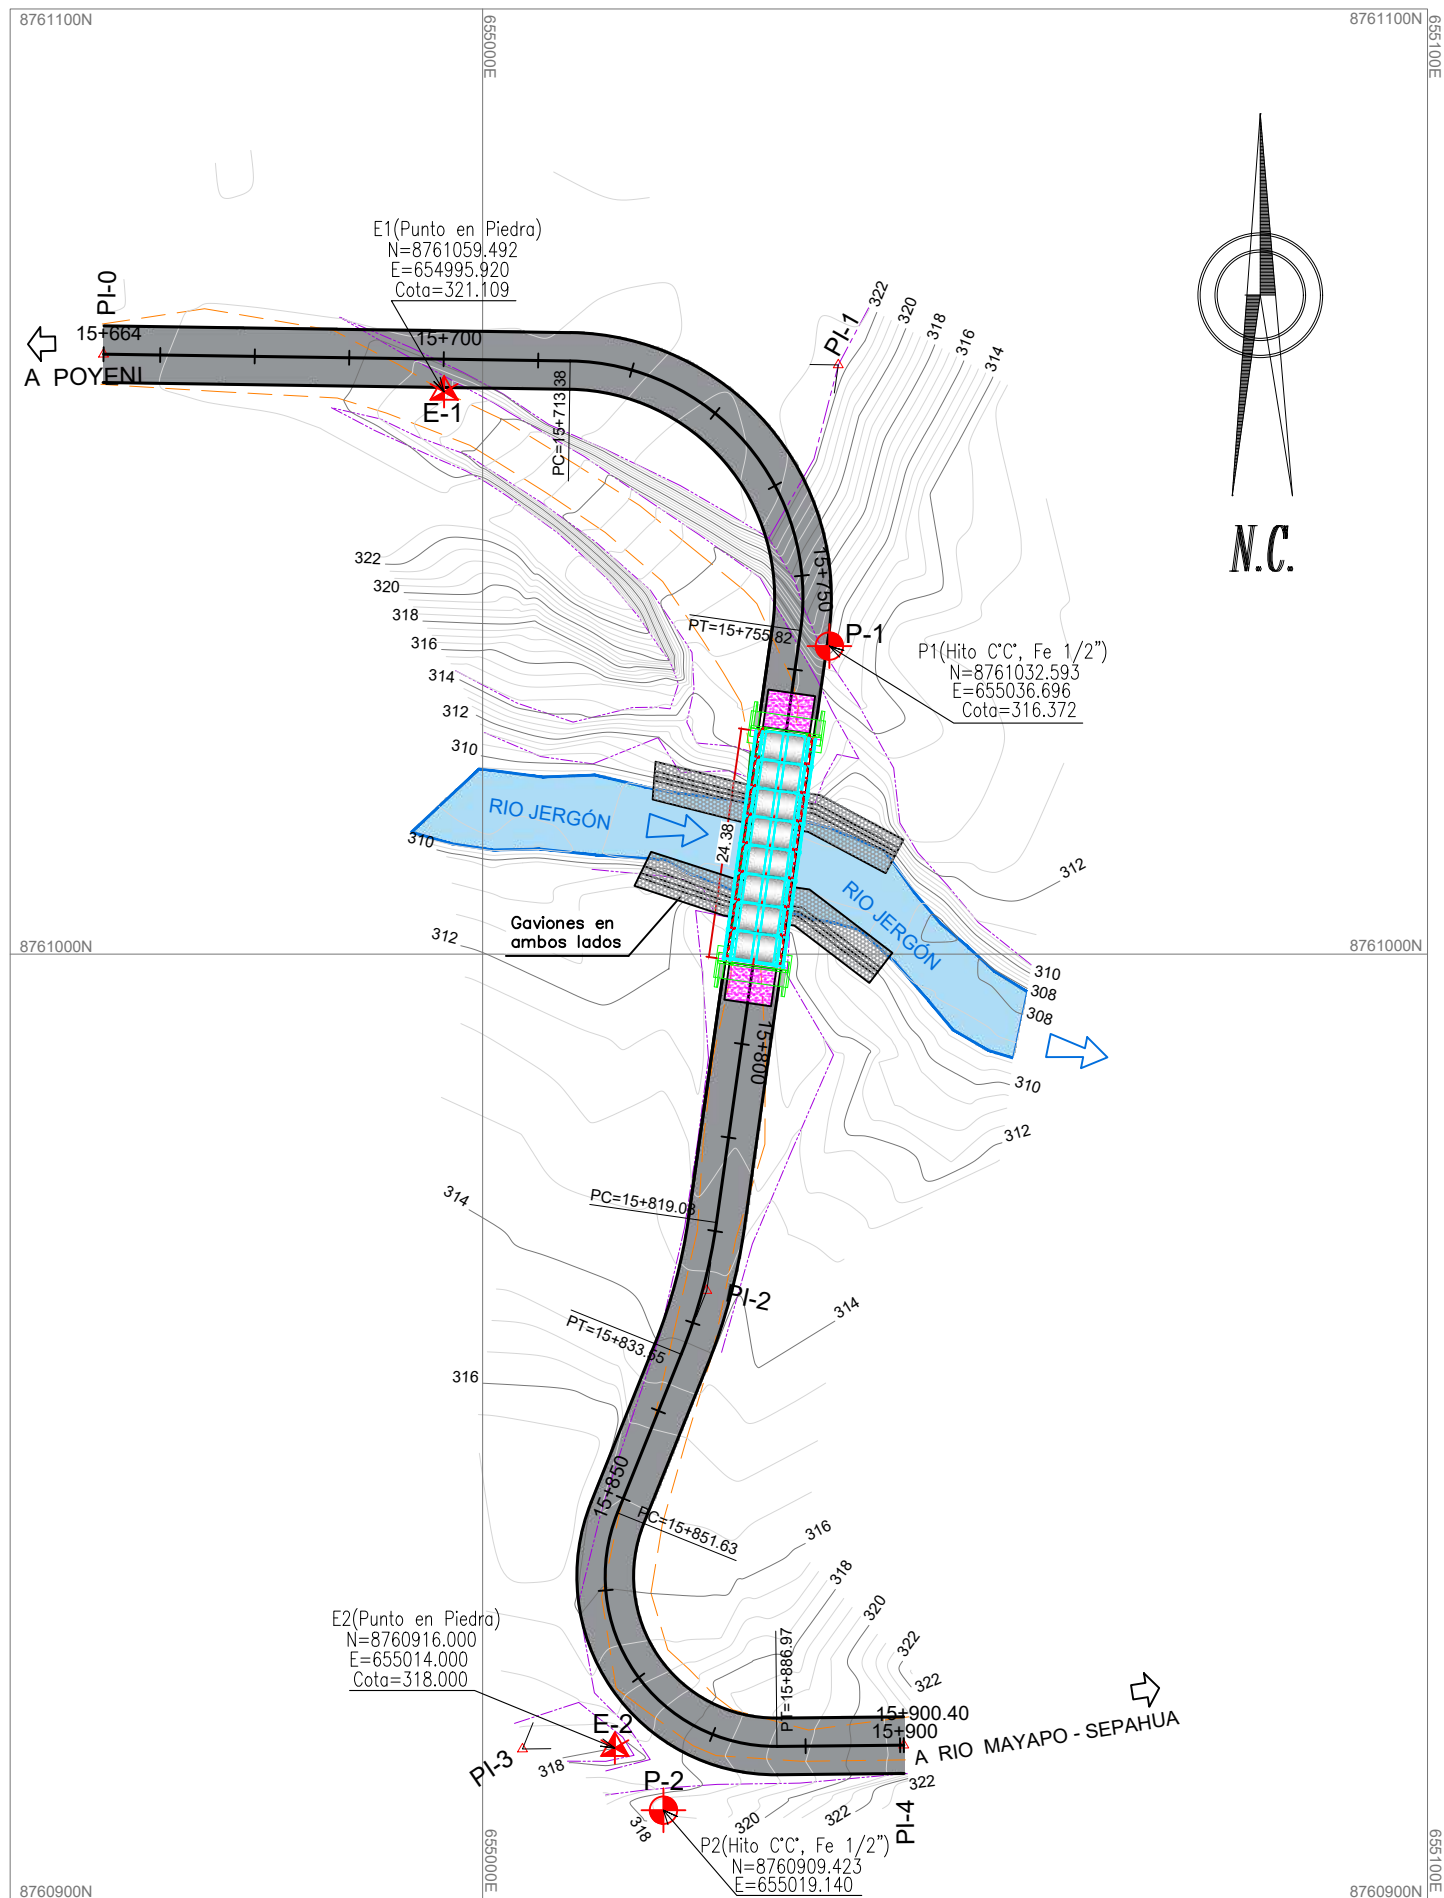 8761100N
655000E
8761100N
655100E
E1(Punto en Piedra)
N=8761059.492
E=654995.920
Cota=321.109
PI-0
15+664
15+700
A POYENI
E-1
PC=15+713.38
PI-1
322
320
318
316
314
N.C.
322
320
318
316
314
312
310
15+750
PT=15+755.82
P-1
P1(Hito C°C°, Fe 1/2")
N=8761032.593
E=655036.696
Cota=316.372
RIO JERGÓN
310
24.38
RIO JERGÓN
312
Gaviones en
ambos lados
312
8761000N
8761000N
310
308
308
310
312
15+800
314
PC=15+819.03
PI-2
314
PT=15+833.55
316
15+850
PC=15+851.63
316
318
320
322
322
E2(Punto en Piedra)
N=8760916.000
E=655014.000
Cota=318.000
PT=15+886.97
15+900.40
15+900
A RIO MAYAPO - SEPAHUA
E-2
PI-3
318
P-2
318
320
322
322
PI-4
P2(Hito C°C°, Fe 1/2")
N=8760909.423
E=655019.140
655000E
655100E
8760900N
8760900N